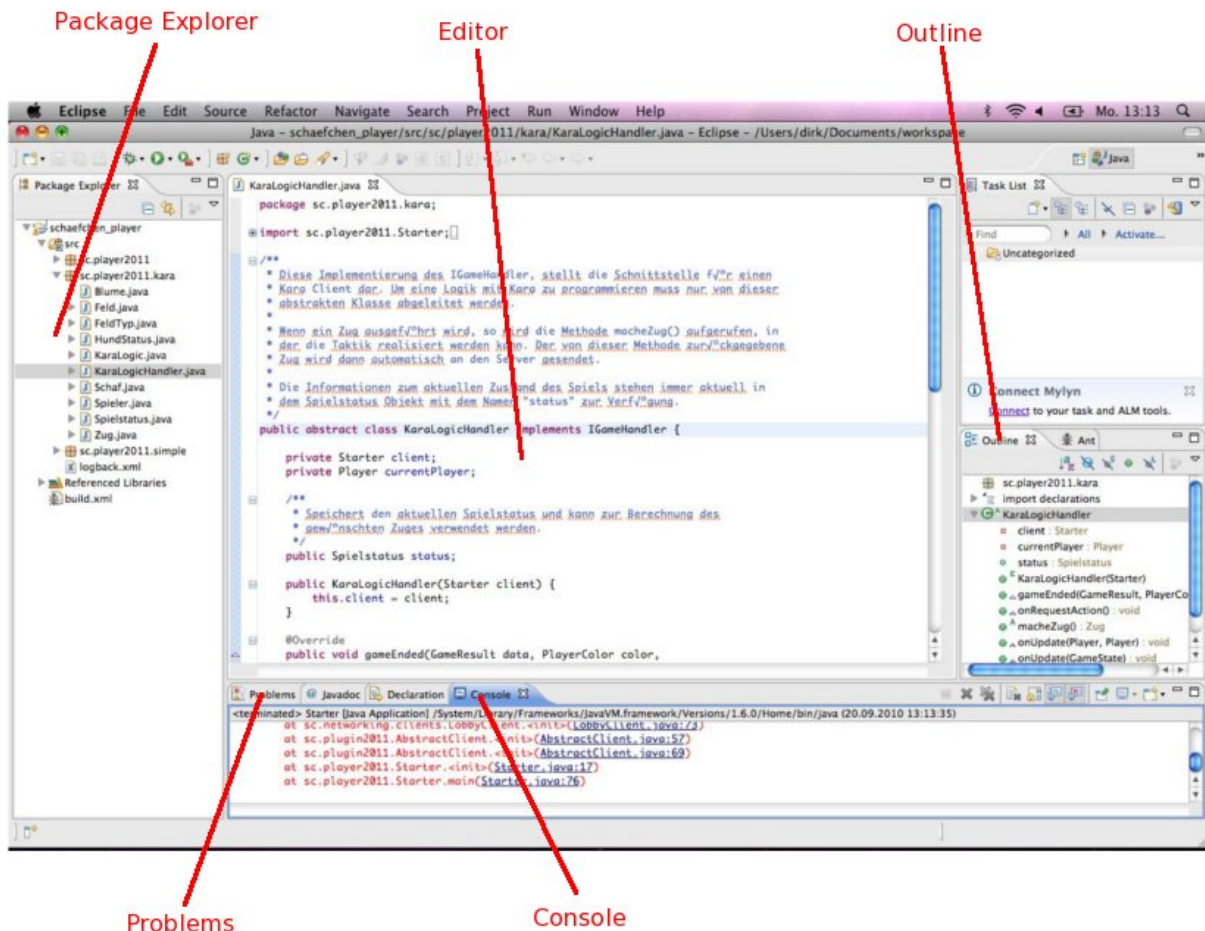 Package Explorer
Editor
Outline
Eclipse File Edit Source Refactor Navigate Search Project Run Window Help
Mo. 13:13
Java – schaefchen_player/src/sc/player2011/kara/KaraLogicHandler.java – Eclipse – /Users/dirk/Documents/workspace
Java
Package Explorer
schaefchen_player
src
sc.player2011
sc.player2011.kara
Blume.java
Feld.java
FeldTyp.java
HundStatus.java
KaraLogic.java
KaraLogicHandler.java
Schaf.java
Spieler.java
Spielstatus.java
Zug.java
sc.player2011.simple
logback.xml
Referenced Libraries
build.xml
KaraLogicHandler.java
package sc.player2011.kara;
import sc.player2011.Starter;
/**
* Diese Implementierung des IGameHandler, stellt die Schnittstelle f√ºr einen
* Kara Client dar. Um eine Logik mit Kara zu programmieren muss nur von dieser
* abstrakten Klasse abgeleitet werden.
*
* Wenn ein Zug ausgef√ºhrt wird, so wird die Methode macheZug() aufgerufen, in
* der die Taktik realisiert werden kann. Der von dieser Methode zur√ºckgegebene
* Zug wird dann automatisch an den Server gesendet.
*
* Die Informationen zum aktuellen Zustand des Spiels stehen immer aktuell in
* dem Spielstatus Objekt mit dem Namen "status" zur Verf√ºgung.
*/
public abstract class KaraLogicHandler implements IGameHandler {
private Starter client;
private Player currentPlayer;
/**
* Speichert den aktuellen Spielstatus und kann zur Berechnung des
* gew√ºnschten Zuges verwendet werden.
*/
public Spielstatus status;
public KaraLogicHandler(Starter client) {
this.client = client;
}
@Override
public void gameEnded(GameResult data, PlayerColor color,
Task List
Find All Activate...
Uncategorized
Connect Mylyn
Connect to your task and ALM tools.
Outline Ant
sc.player2011.kara
import declarations
KaraLogicHandler
client : Starter
currentPlayer : Player
status : Spielstatus
KaraLogicHandler(Starter)
gameEnded(GameResult, PlayerCo
onRequestAction() : void
macheZug() : Zug
onUpdate(Player, Player) : void
onUpdate(GameState) : void
Problems Javadoc Declaration Console
<terminated> Starter [Java Application] /System/Library/Frameworks/JavaVM.framework/Versions/1.6.0/Home/bin/java (20.09.2010 13:13:35)
at sc.networking.clients.LobbyClient.<init>(LobbyClient.java:73)
at sc.plugin2011.AbstractClient.<init>(AbstractClient.java:57)
at sc.plugin2011.AbstractClient.<init>(AbstractClient.java:69)
at sc.player2011.Starter.<init>(Starter.java:17)
at sc.player2011.Starter.main(Starter.java:76)
Problems
Console